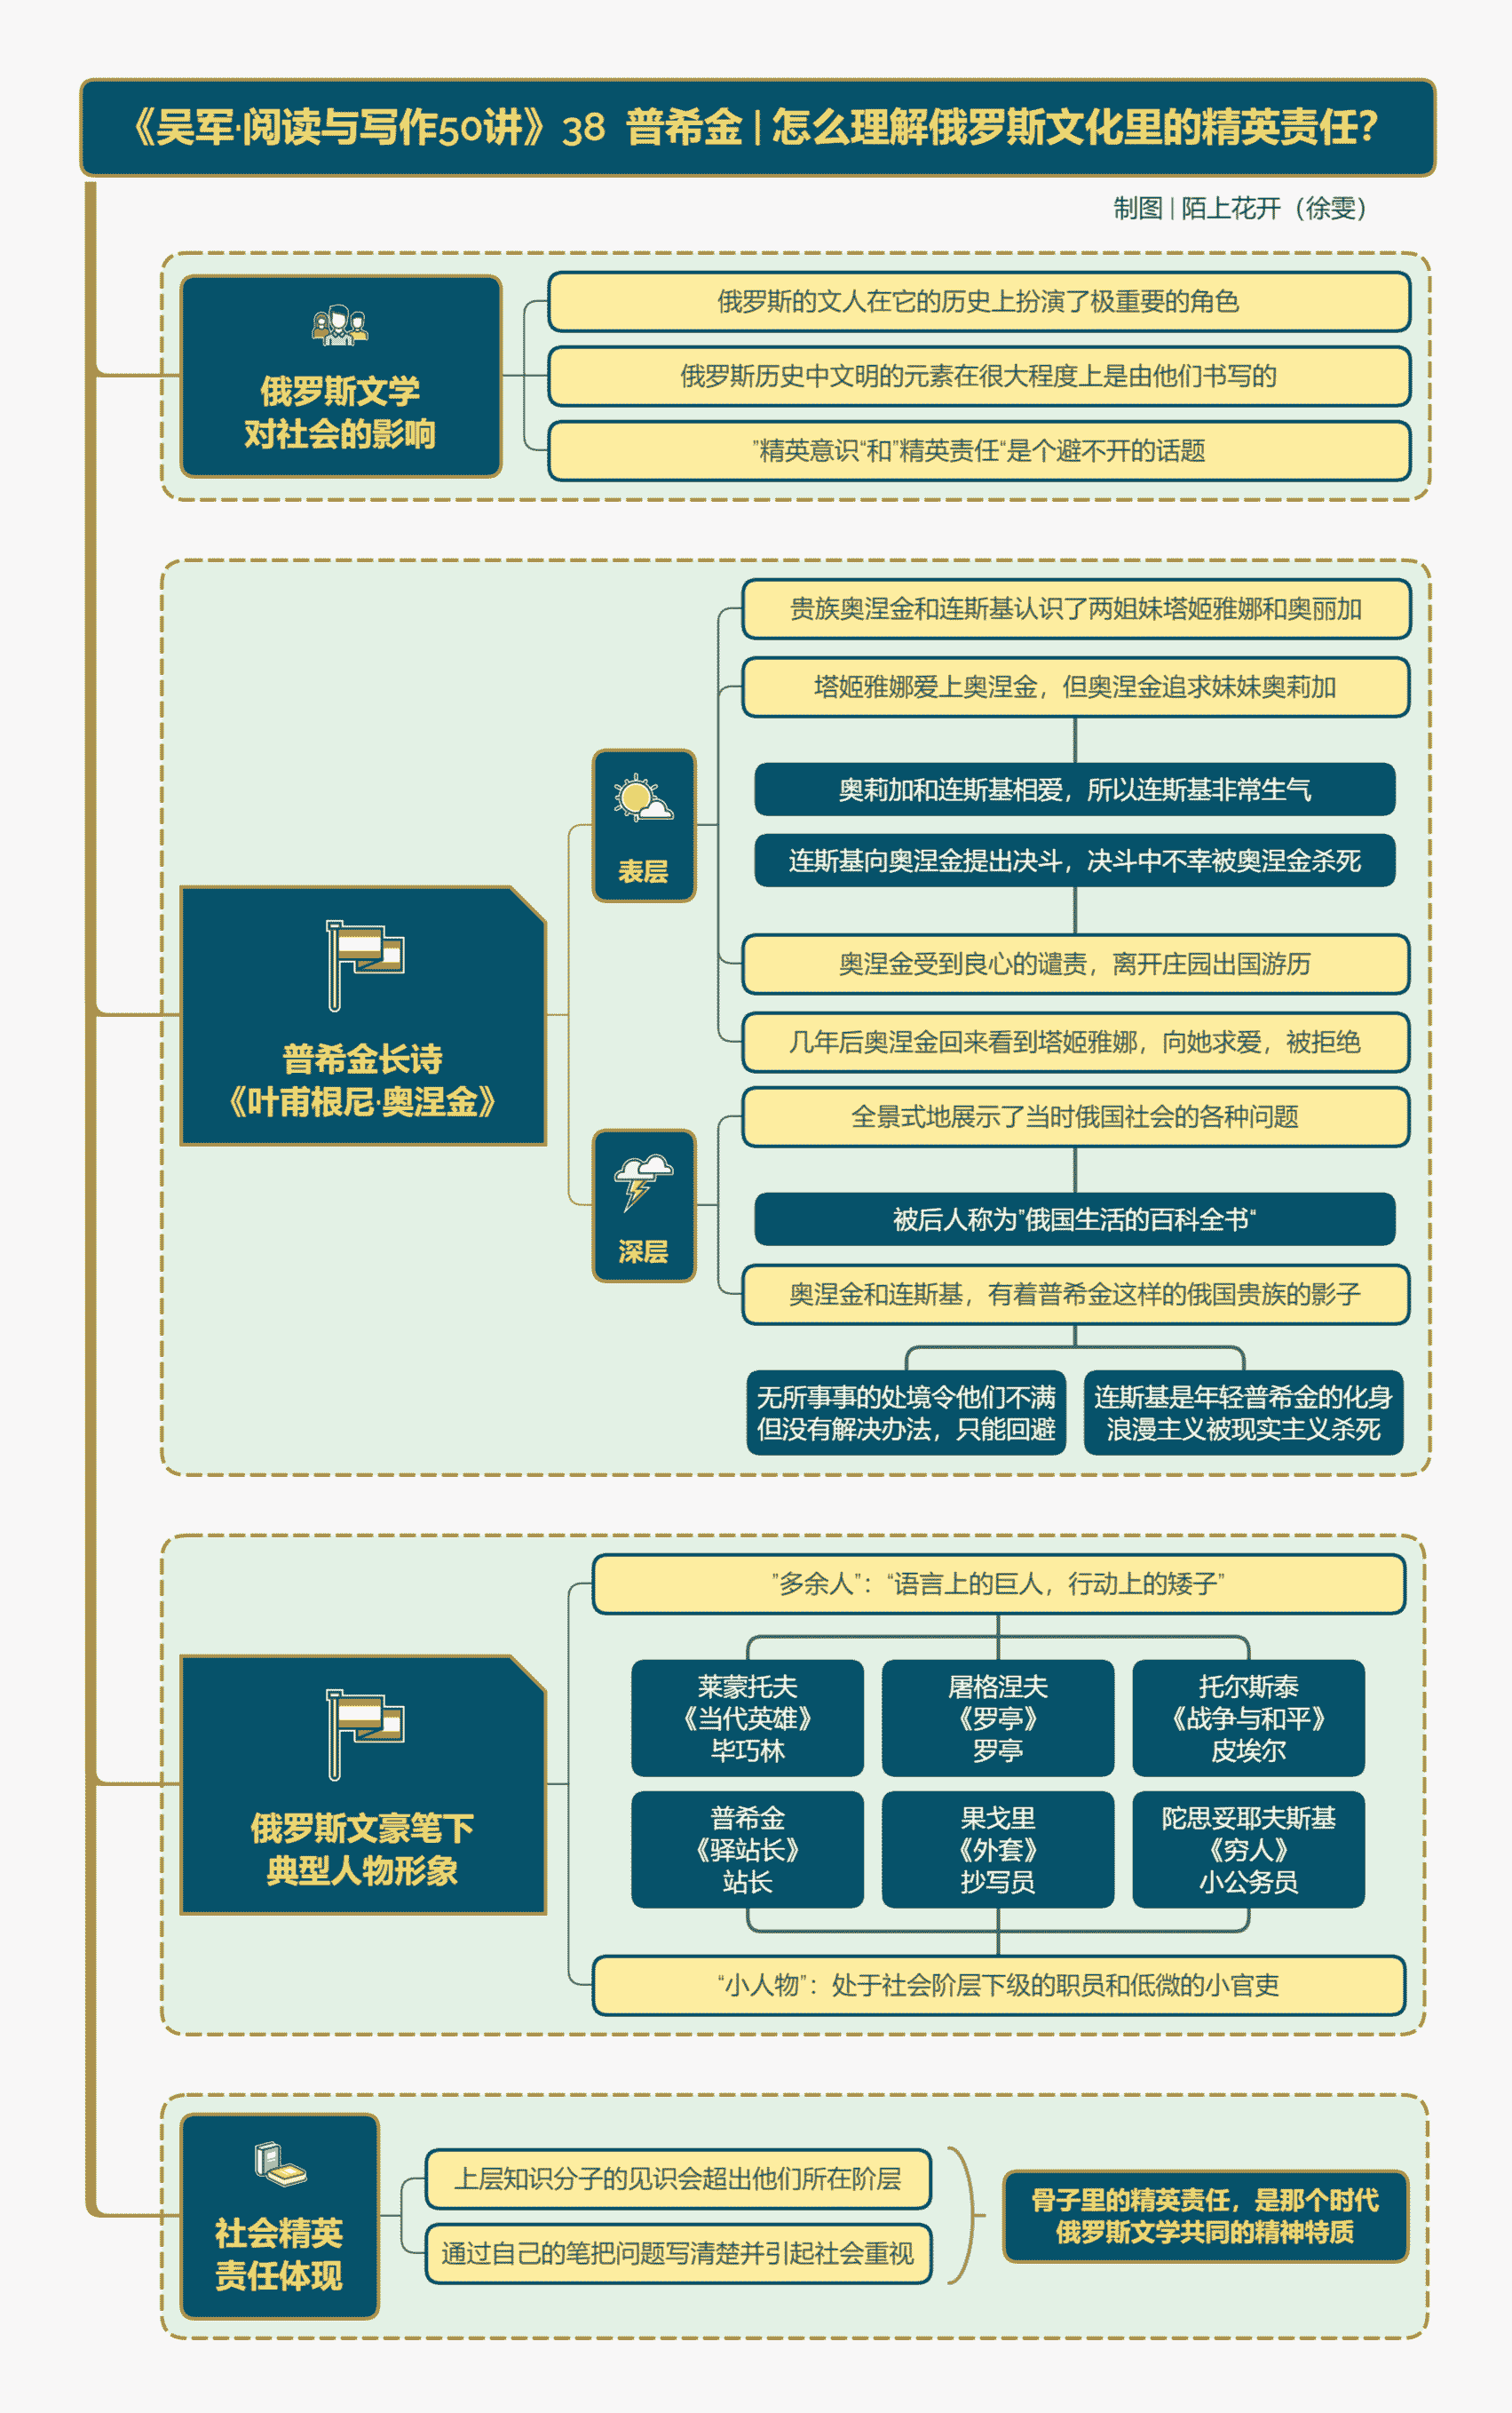 《吴军·阅读与写作50讲》38 普希金 | 怎么理解俄罗斯文化里的精英责任？
制图 | 陌上花开（徐雯）
俄罗斯文学
对社会的影响
俄罗斯的文人在它的历史上扮演了极重要的角色
俄罗斯历史中文明的元素在很大程度上是由他们书写的
”精英意识“和”精英责任“是个避不开的话题
普希金长诗
《叶甫根尼·奥涅金》
表层
贵族奥涅金和连斯基认识了两姐妹塔姬雅娜和奥丽加
塔姬雅娜爱上奥涅金，但奥涅金追求妹妹奥莉加
奥莉加和连斯基相爱，所以连斯基非常生气
连斯基向奥涅金提出决斗，决斗中不幸被奥涅金杀死
奥涅金受到良心的谴责，离开庄园出国游历
几年后奥涅金回来看到塔姬雅娜，向她求爱，被拒绝
深层
全景式地展示了当时俄国社会的各种问题
被后人称为”俄国生活的百科全书“
奥涅金和连斯基，有着普希金这样的俄国贵族的影子
无所事事的处境令他们不满
但没有解决办法，只能回避
连斯基是年轻普希金的化身
浪漫主义被现实主义杀死
俄罗斯文豪笔下
典型人物形象
”多余人”：“语言上的巨人，行动上的矮子”
莱蒙托夫
《当代英雄》
毕巧林
屠格涅夫
《罗亭》
罗亭
托尔斯泰
《战争与和平》
皮埃尔
普希金
《驿站长》
站长
果戈里
《外套》
抄写员
陀思妥耶夫斯基
《穷人》
小公务员
“小人物”：处于社会阶层下级的职员和低微的小官吏
社会精英
责任体现
上层知识分子的见识会超出他们所在阶层
通过自己的笔把问题写清楚并引起社会重视
骨子里的精英责任，是那个时代
俄罗斯文学共同的精神特质